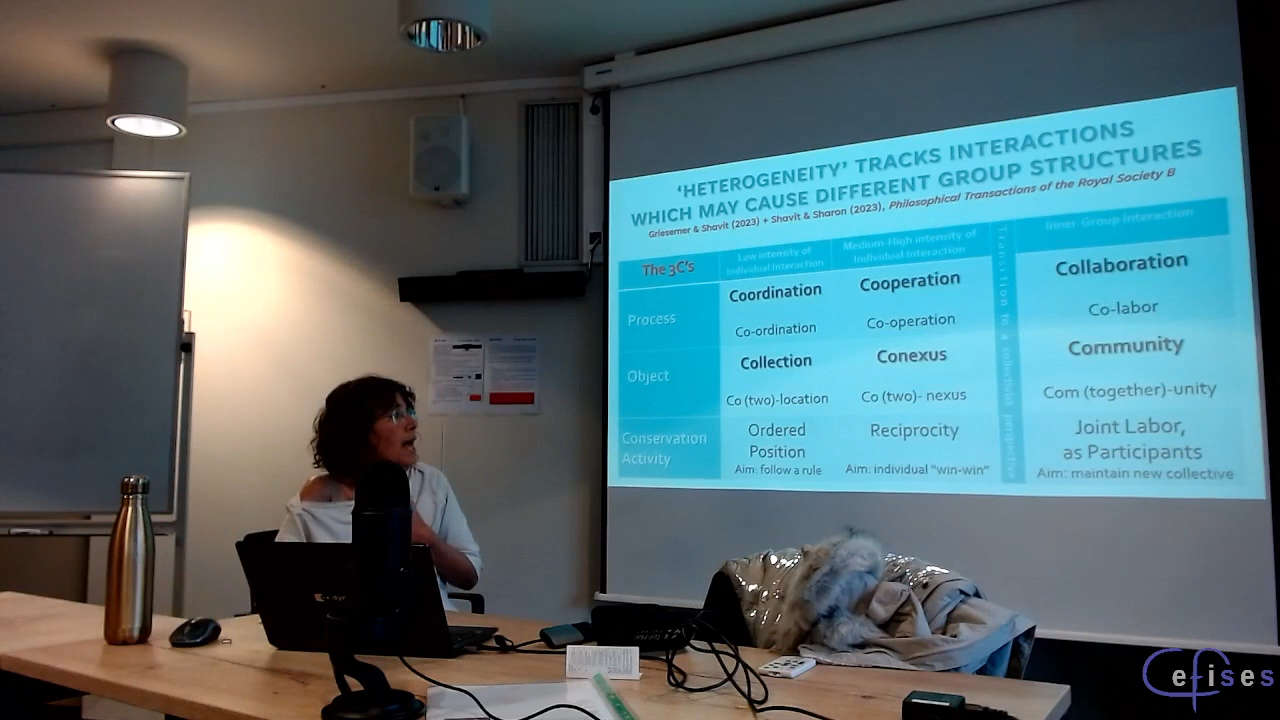 'HETEROGENEITY' TRACKS INTERACTIONS
WHICH MAY CAUSE DIFFERENT GROUP STRUCTURES
Griesemer & Shavit (2023) + Shavit & Sharon (2023), Philosophical Transactions of the Royal Society B
The 3C's
Low intensity of
Individual Interaction
Medium-High intensity of
Individual Interaction
Transition to a collectivist perspective
Inner-Group Interaction
Process
Coordination
Co-ordination
Cooperation
Co-operation
Collaboration
Co-labor
Object
Collection
Co (two)-location
Conexus
Co (two)- nexus
Community
Com (together)-unity
Conservation
Activity
Ordered
Position
Aim: follow a rule
Reciprocity
Aim: individual "win-win"
Joint Labor,
as Participants
Aim: maintain new collective
Cefises